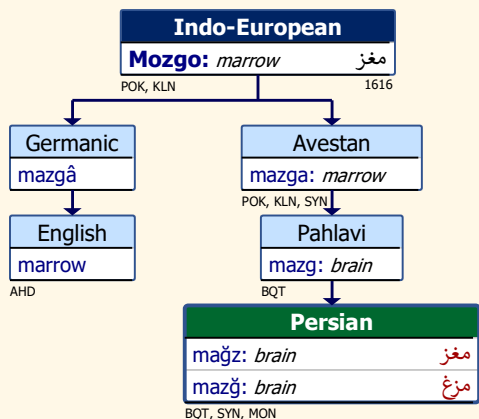 Indo-European
Mozgo: marrow مغز
POK, KLN 1616
Germanic
mazgâ
English
marrow
AHD
Avestan
mazga: marrow
POK, KLN, SYN
Pahlavi
mazg: brain
BQT
Persian
mağz: brain مغز
mazğ: brain مزغ
BQT, SYN, MON